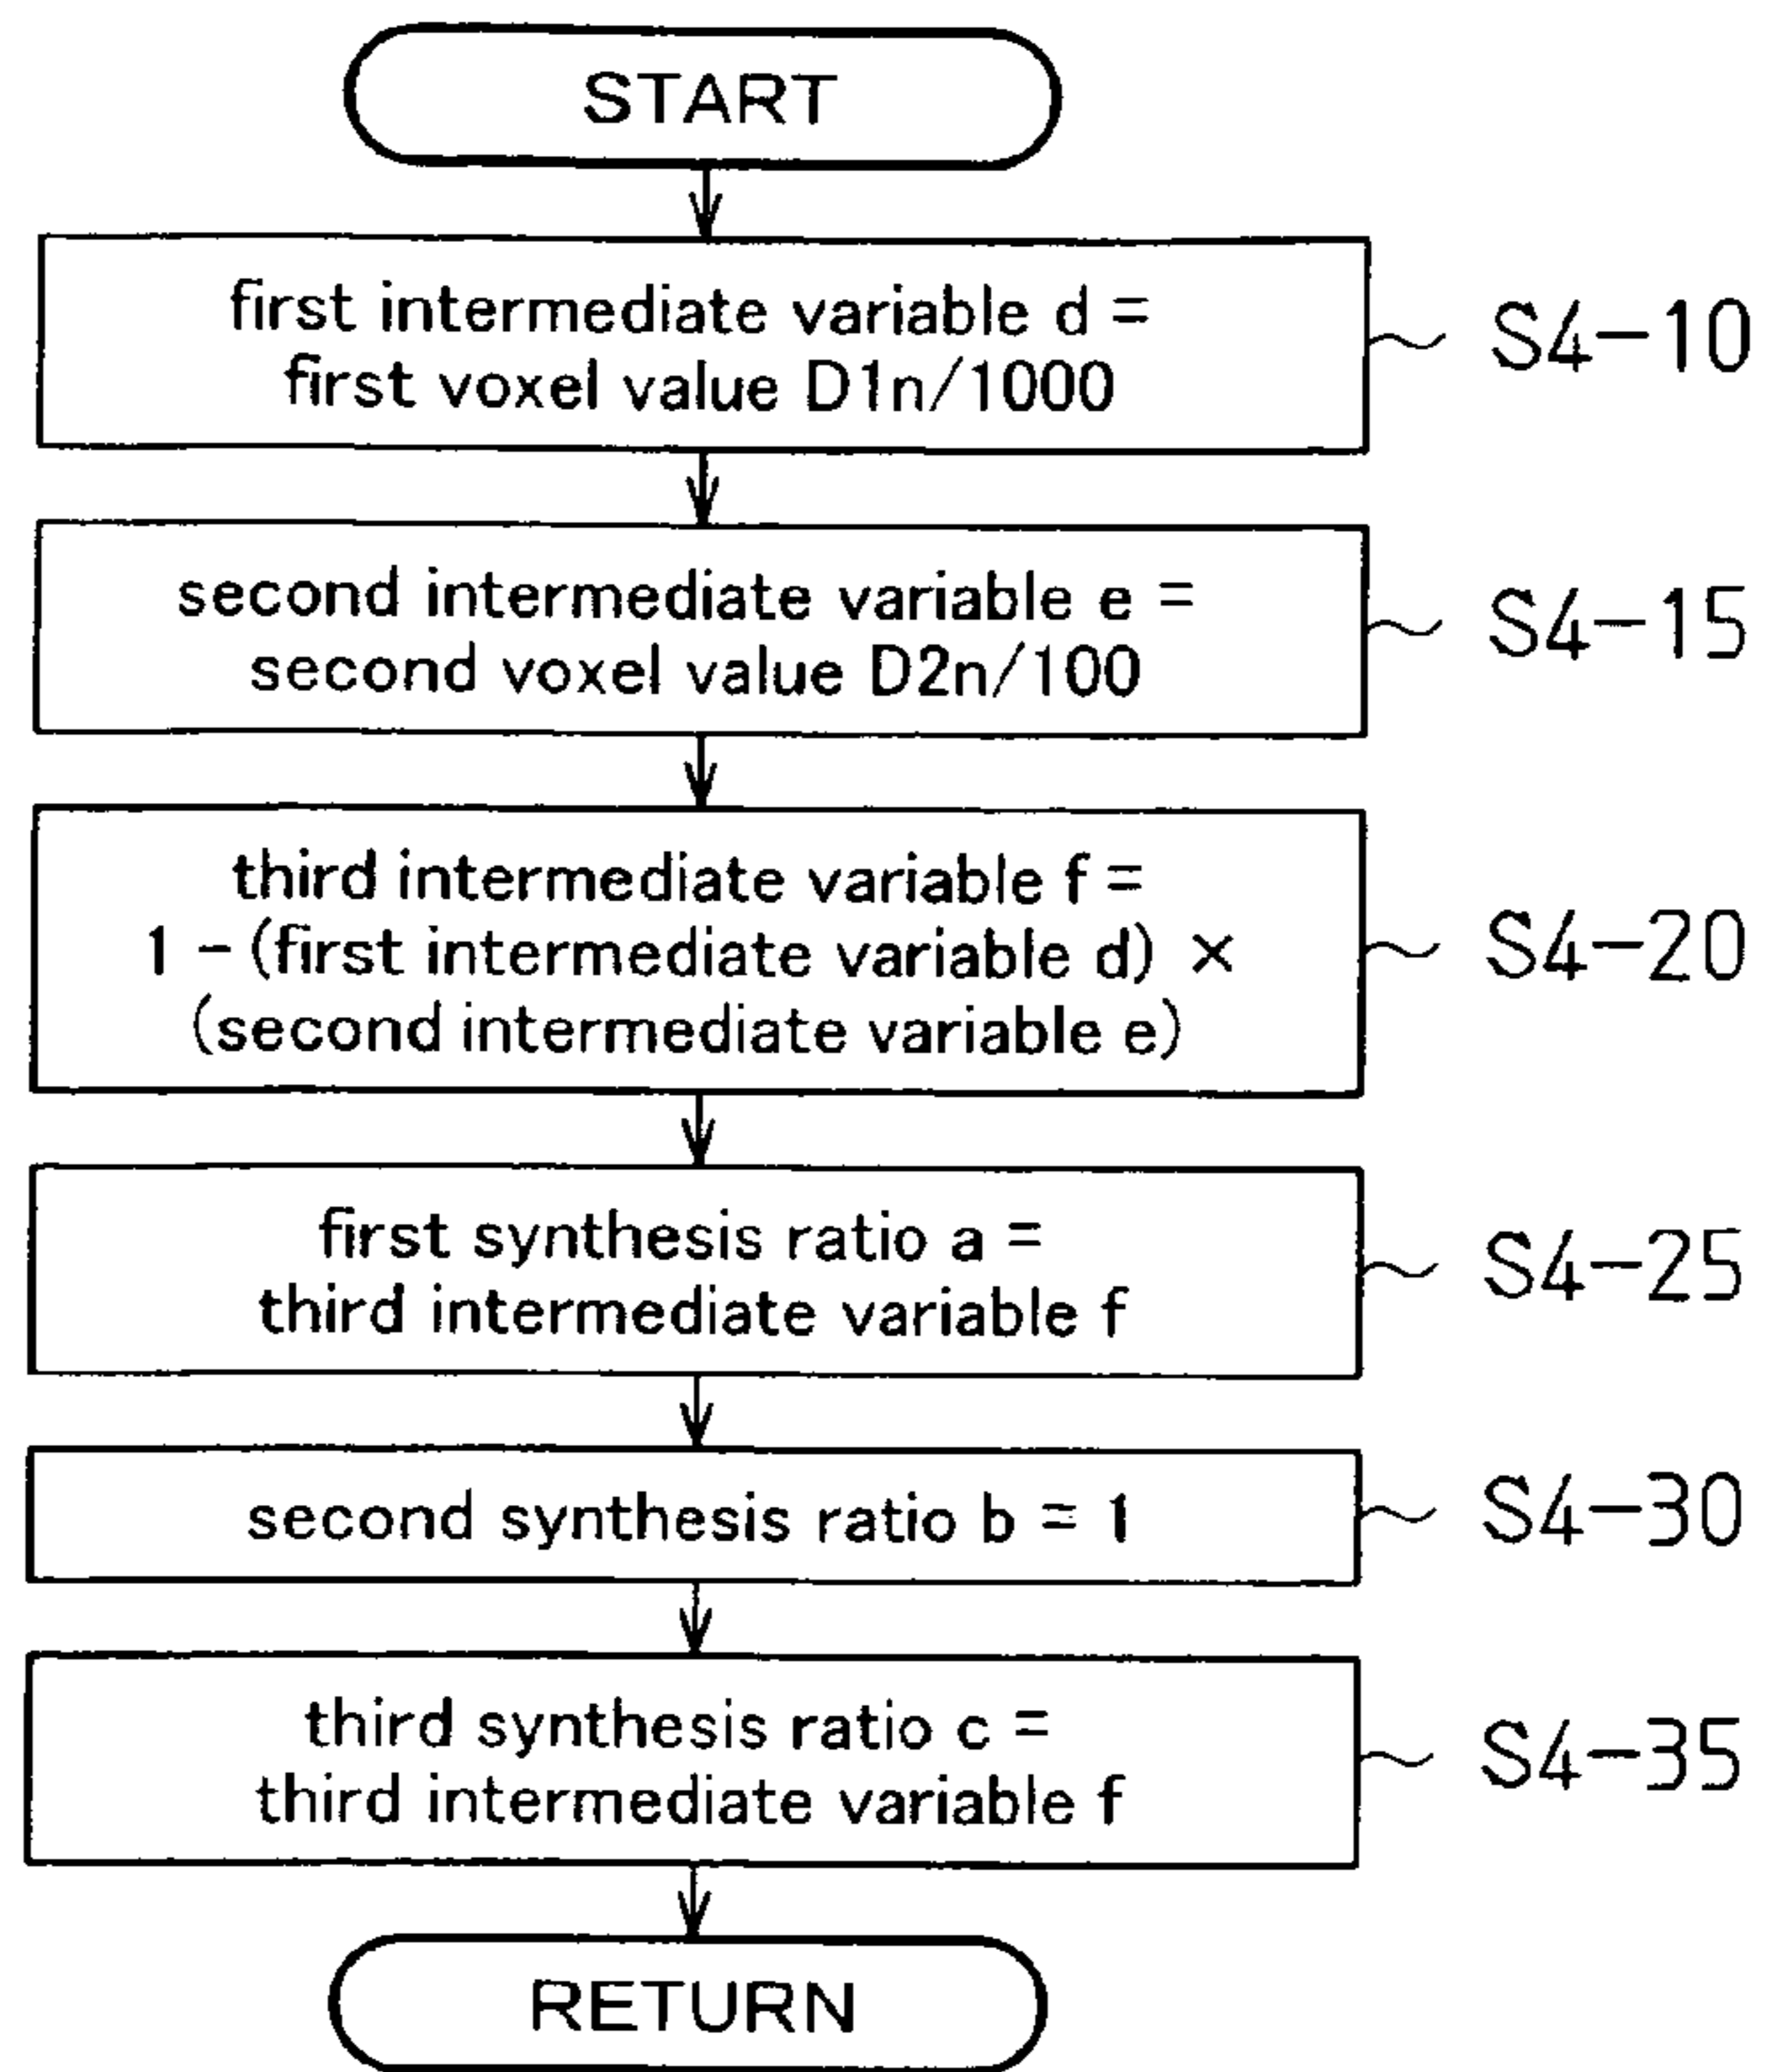 START
first intermediate variable d =
first voxel value D1n/1000
S4-10
second intermediate variable e =
second voxel value D2n/100
S4-15
third intermediate variable f =
1 - (first intermediate variable d) ×
(second intermediate variable e)
S4-20
first synthesis ratio a =
third intermediate variable f
S4-25
second synthesis ratio b = 1
S4-30
third synthesis ratio c =
third intermediate variable f
S4-35
RETURN